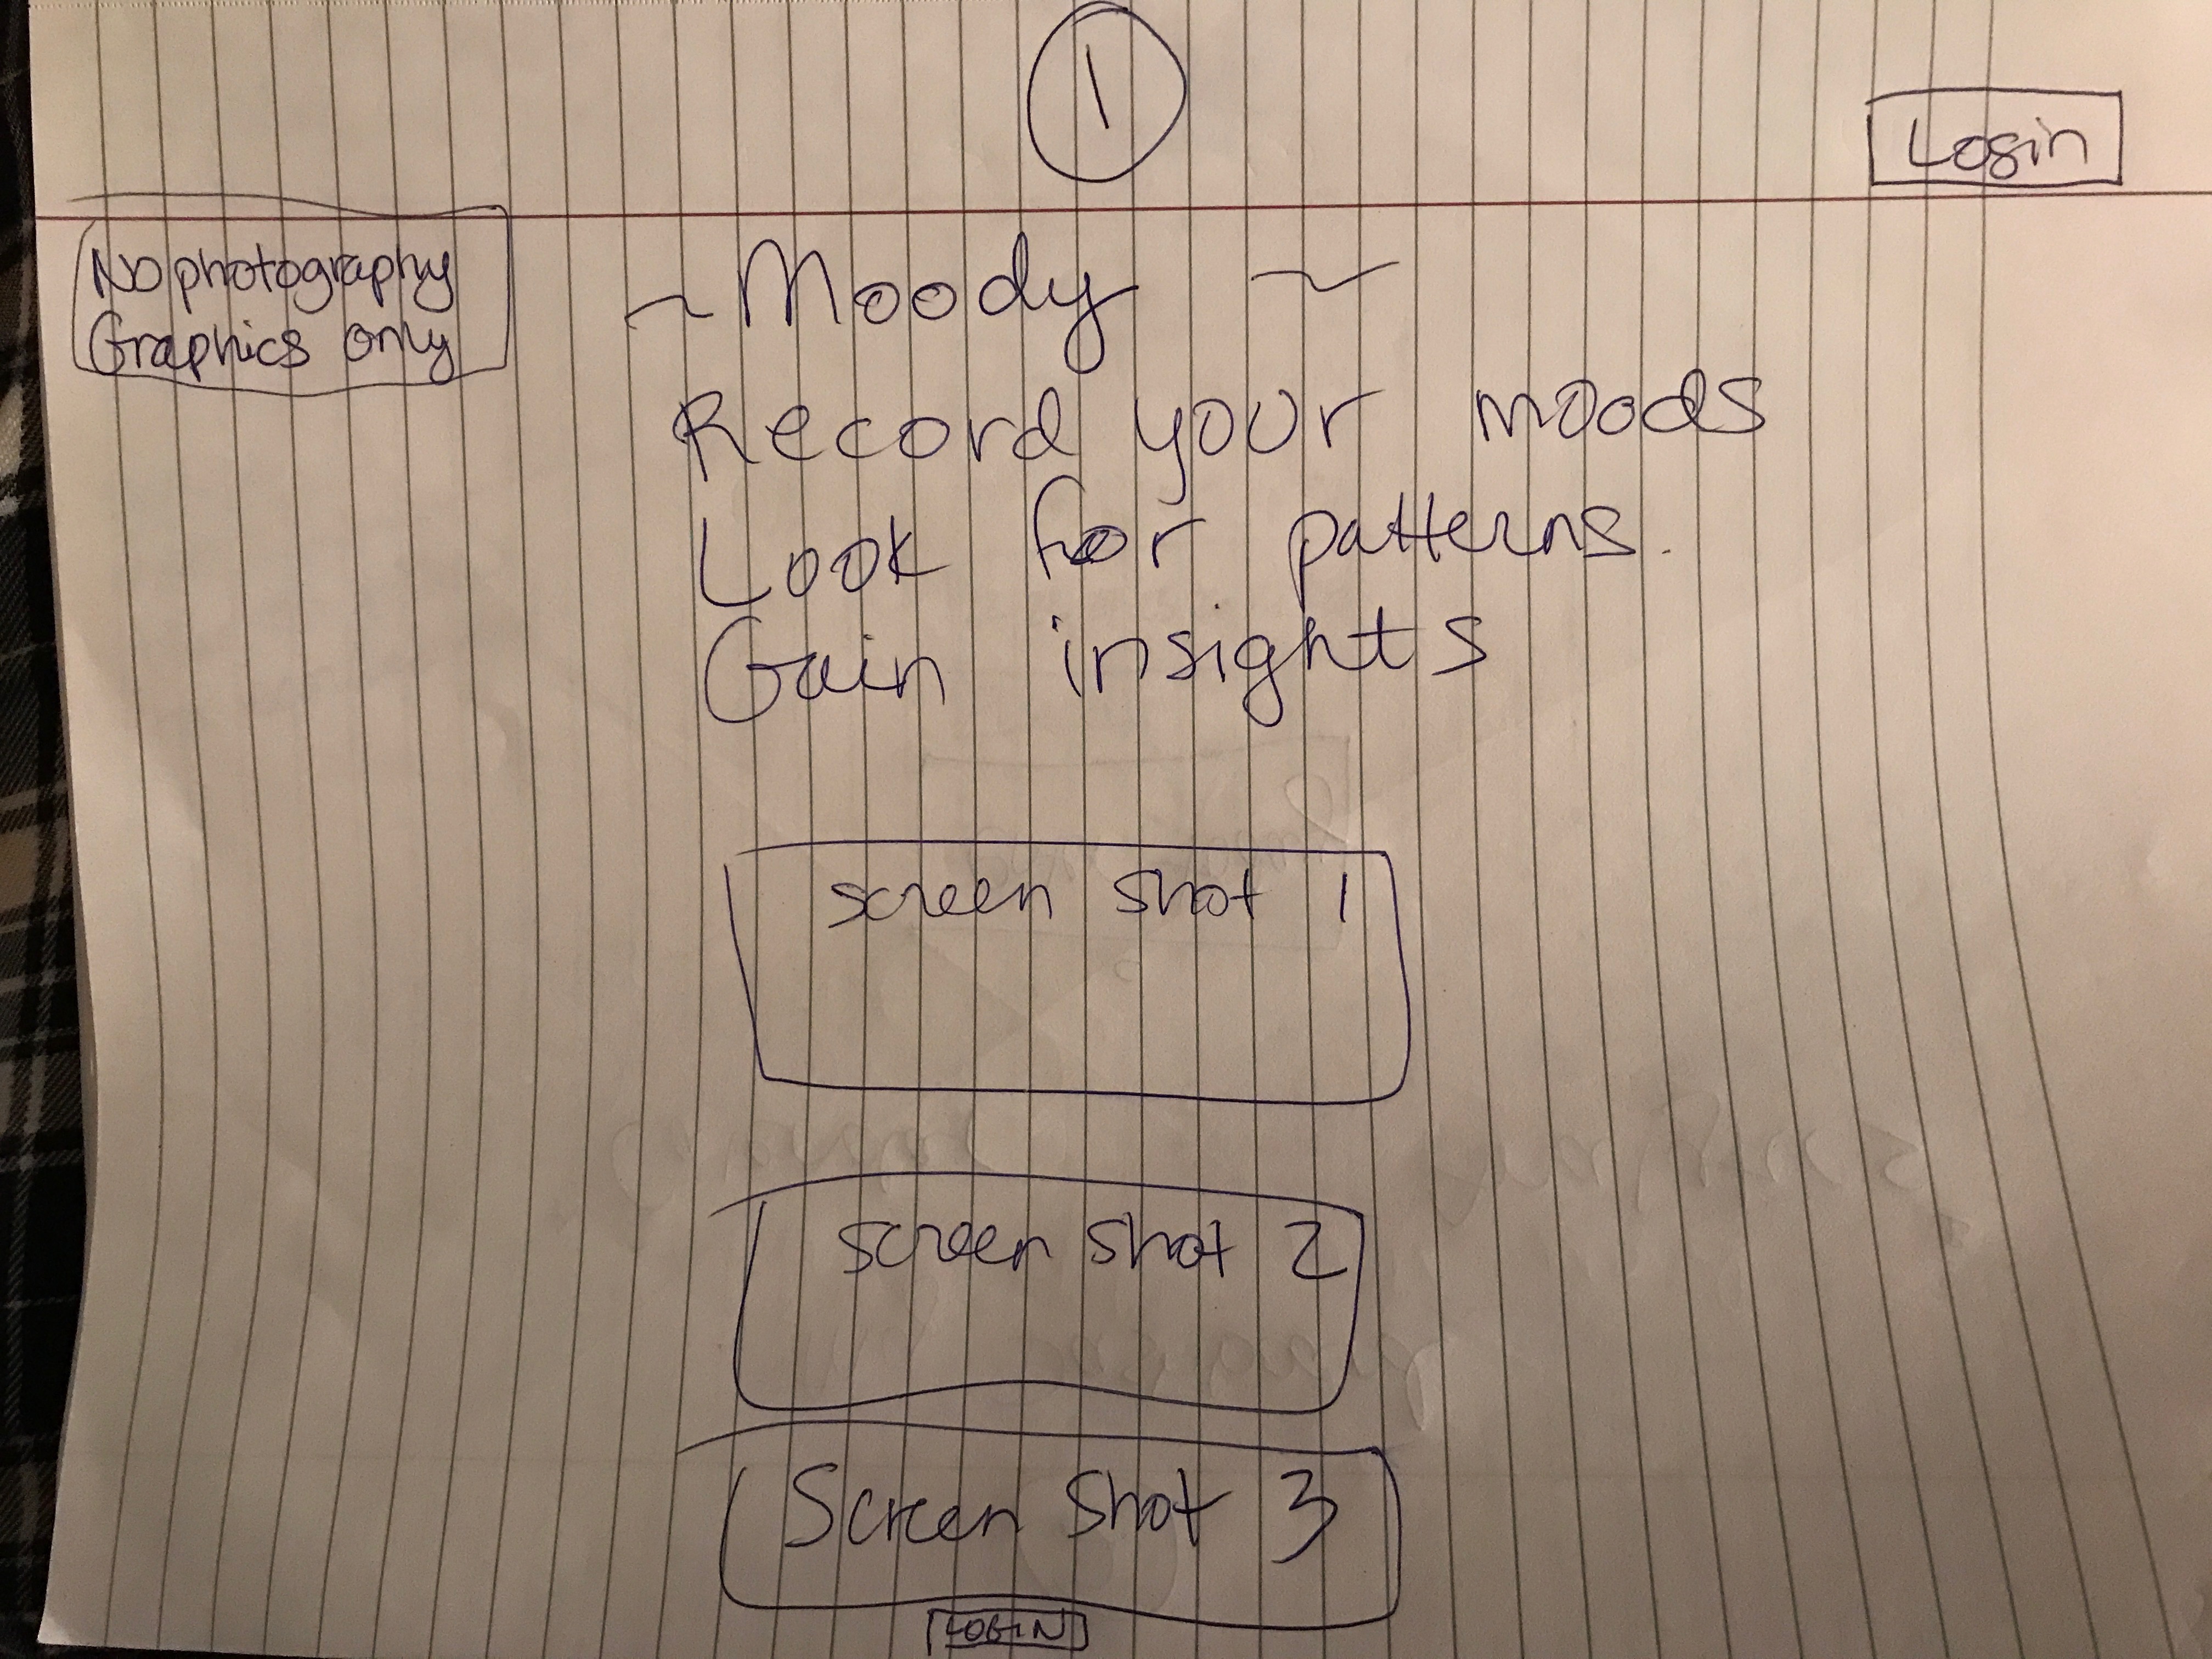 1
Login
No photography
Graphics only
~ Moody ~
Record your moods
Look for patterns.
Gain insights
screen shot 1
screen shot 2
Screen Shot 3
LOGIN